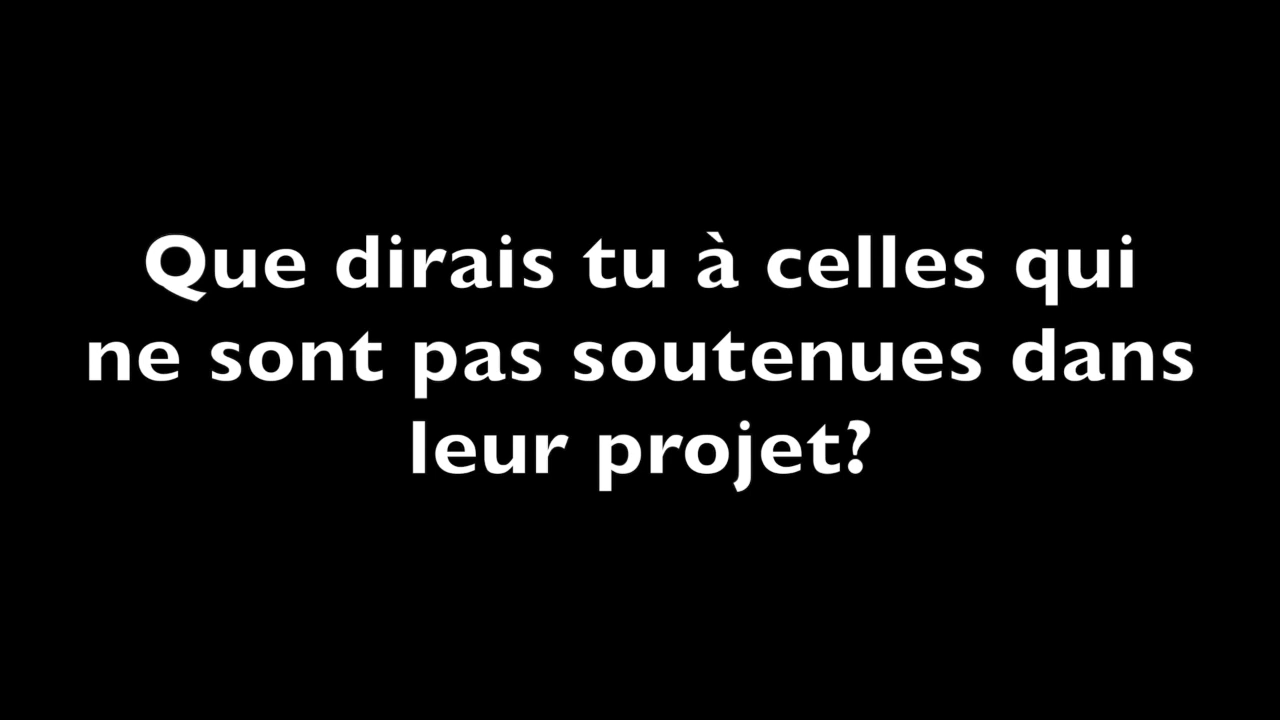 Que dirais tu à celles qui
ne sont pas soutenues dans
leur projet?